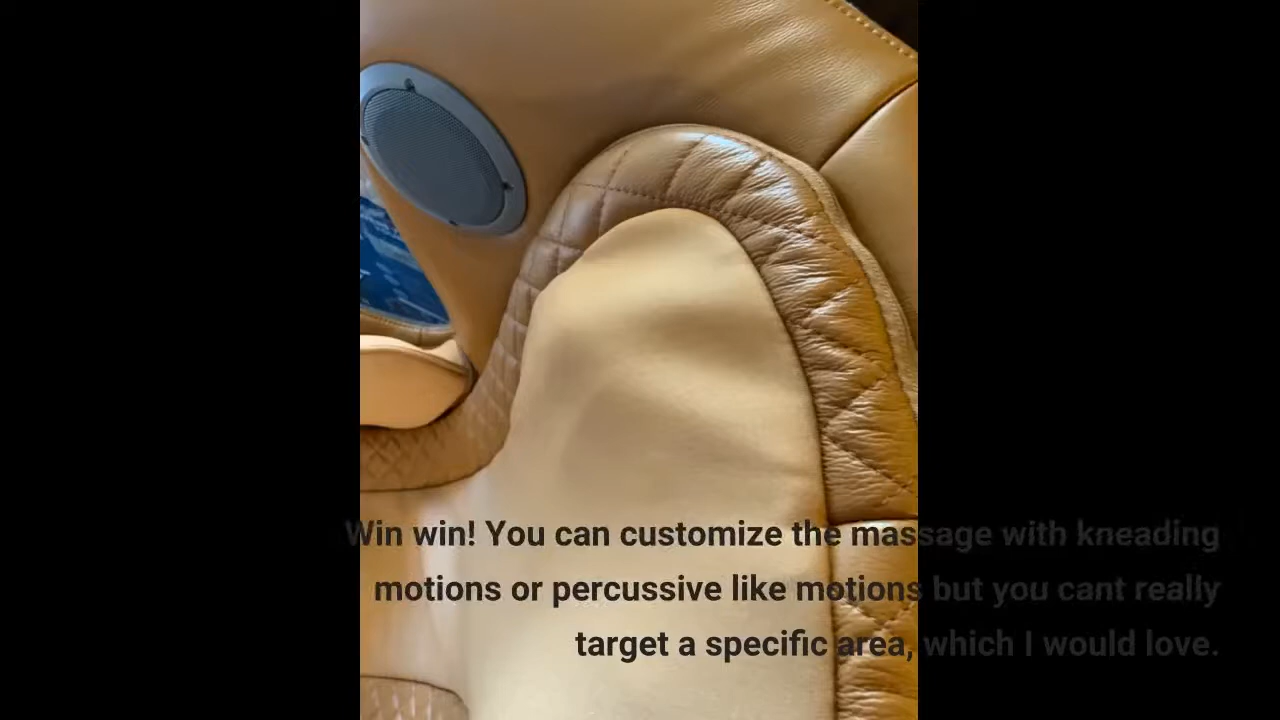 Win win! You can customize the massage with kneading
motions or percussive like motions but you cant really
target a specific area, which I would love.